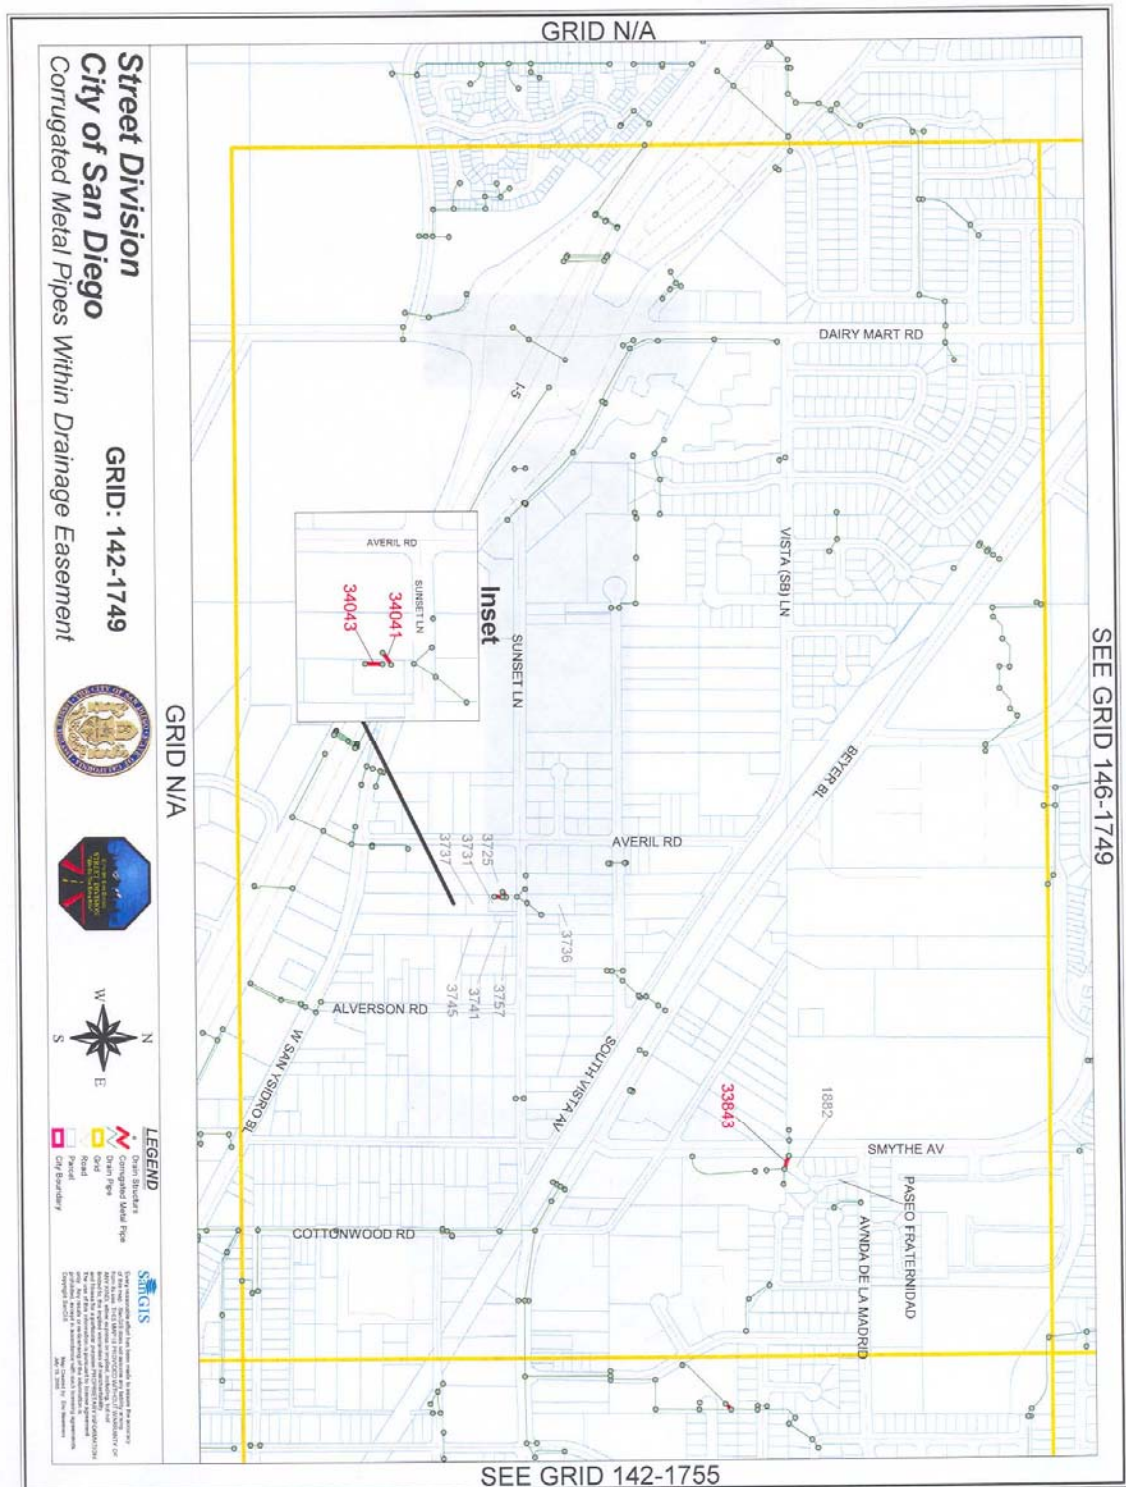 GRID N/A
Street Division
City of San Diego
Corrugated Metal Pipes Within Drainage Easement
GRID: 142-1749
SEE GRID 146-1749
GRID N/A
SEE GRID 142-1755
DAIRY MART RD
I-5
VISTA (SB) LN
Inset
AVERIL RD
SUNSET LN
34041
34043
SUNSET LN
BEYER BL
AVERIL RD
3725
3731
3737
3736
3757
3741
3745
ALVERSON RD
W SAN YSIDRO BL
SOUTH VISTA AV
33843
1882
SMYTHE AV
PASEO FRATERNIDAD
AVNDA DE LA MADRID
COTTONWOOD RD
N
W
E
S
LEGEND
Drain Structure
Corrugated Metal Pipe
Drain Pipe
Grid
Road
Parcel
City Boundary
SanGIS